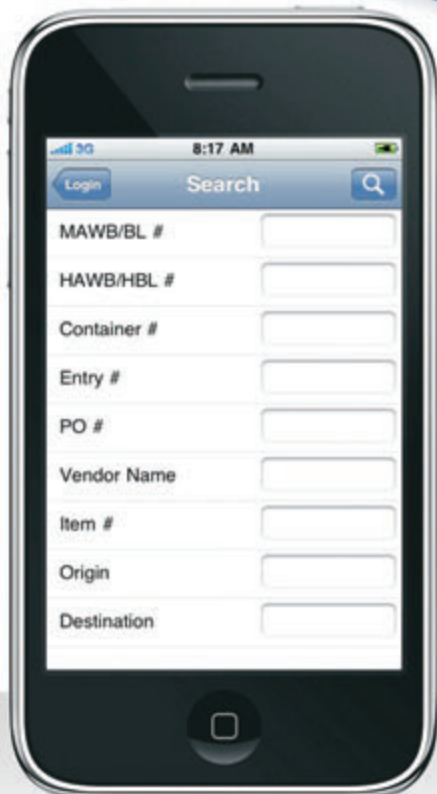 3G 8:17 AM
Login Search
MAWB/BL #
HAWB/HBL #
Container #
Entry #
PO #
Vendor Name
Item #
Origin
Destination